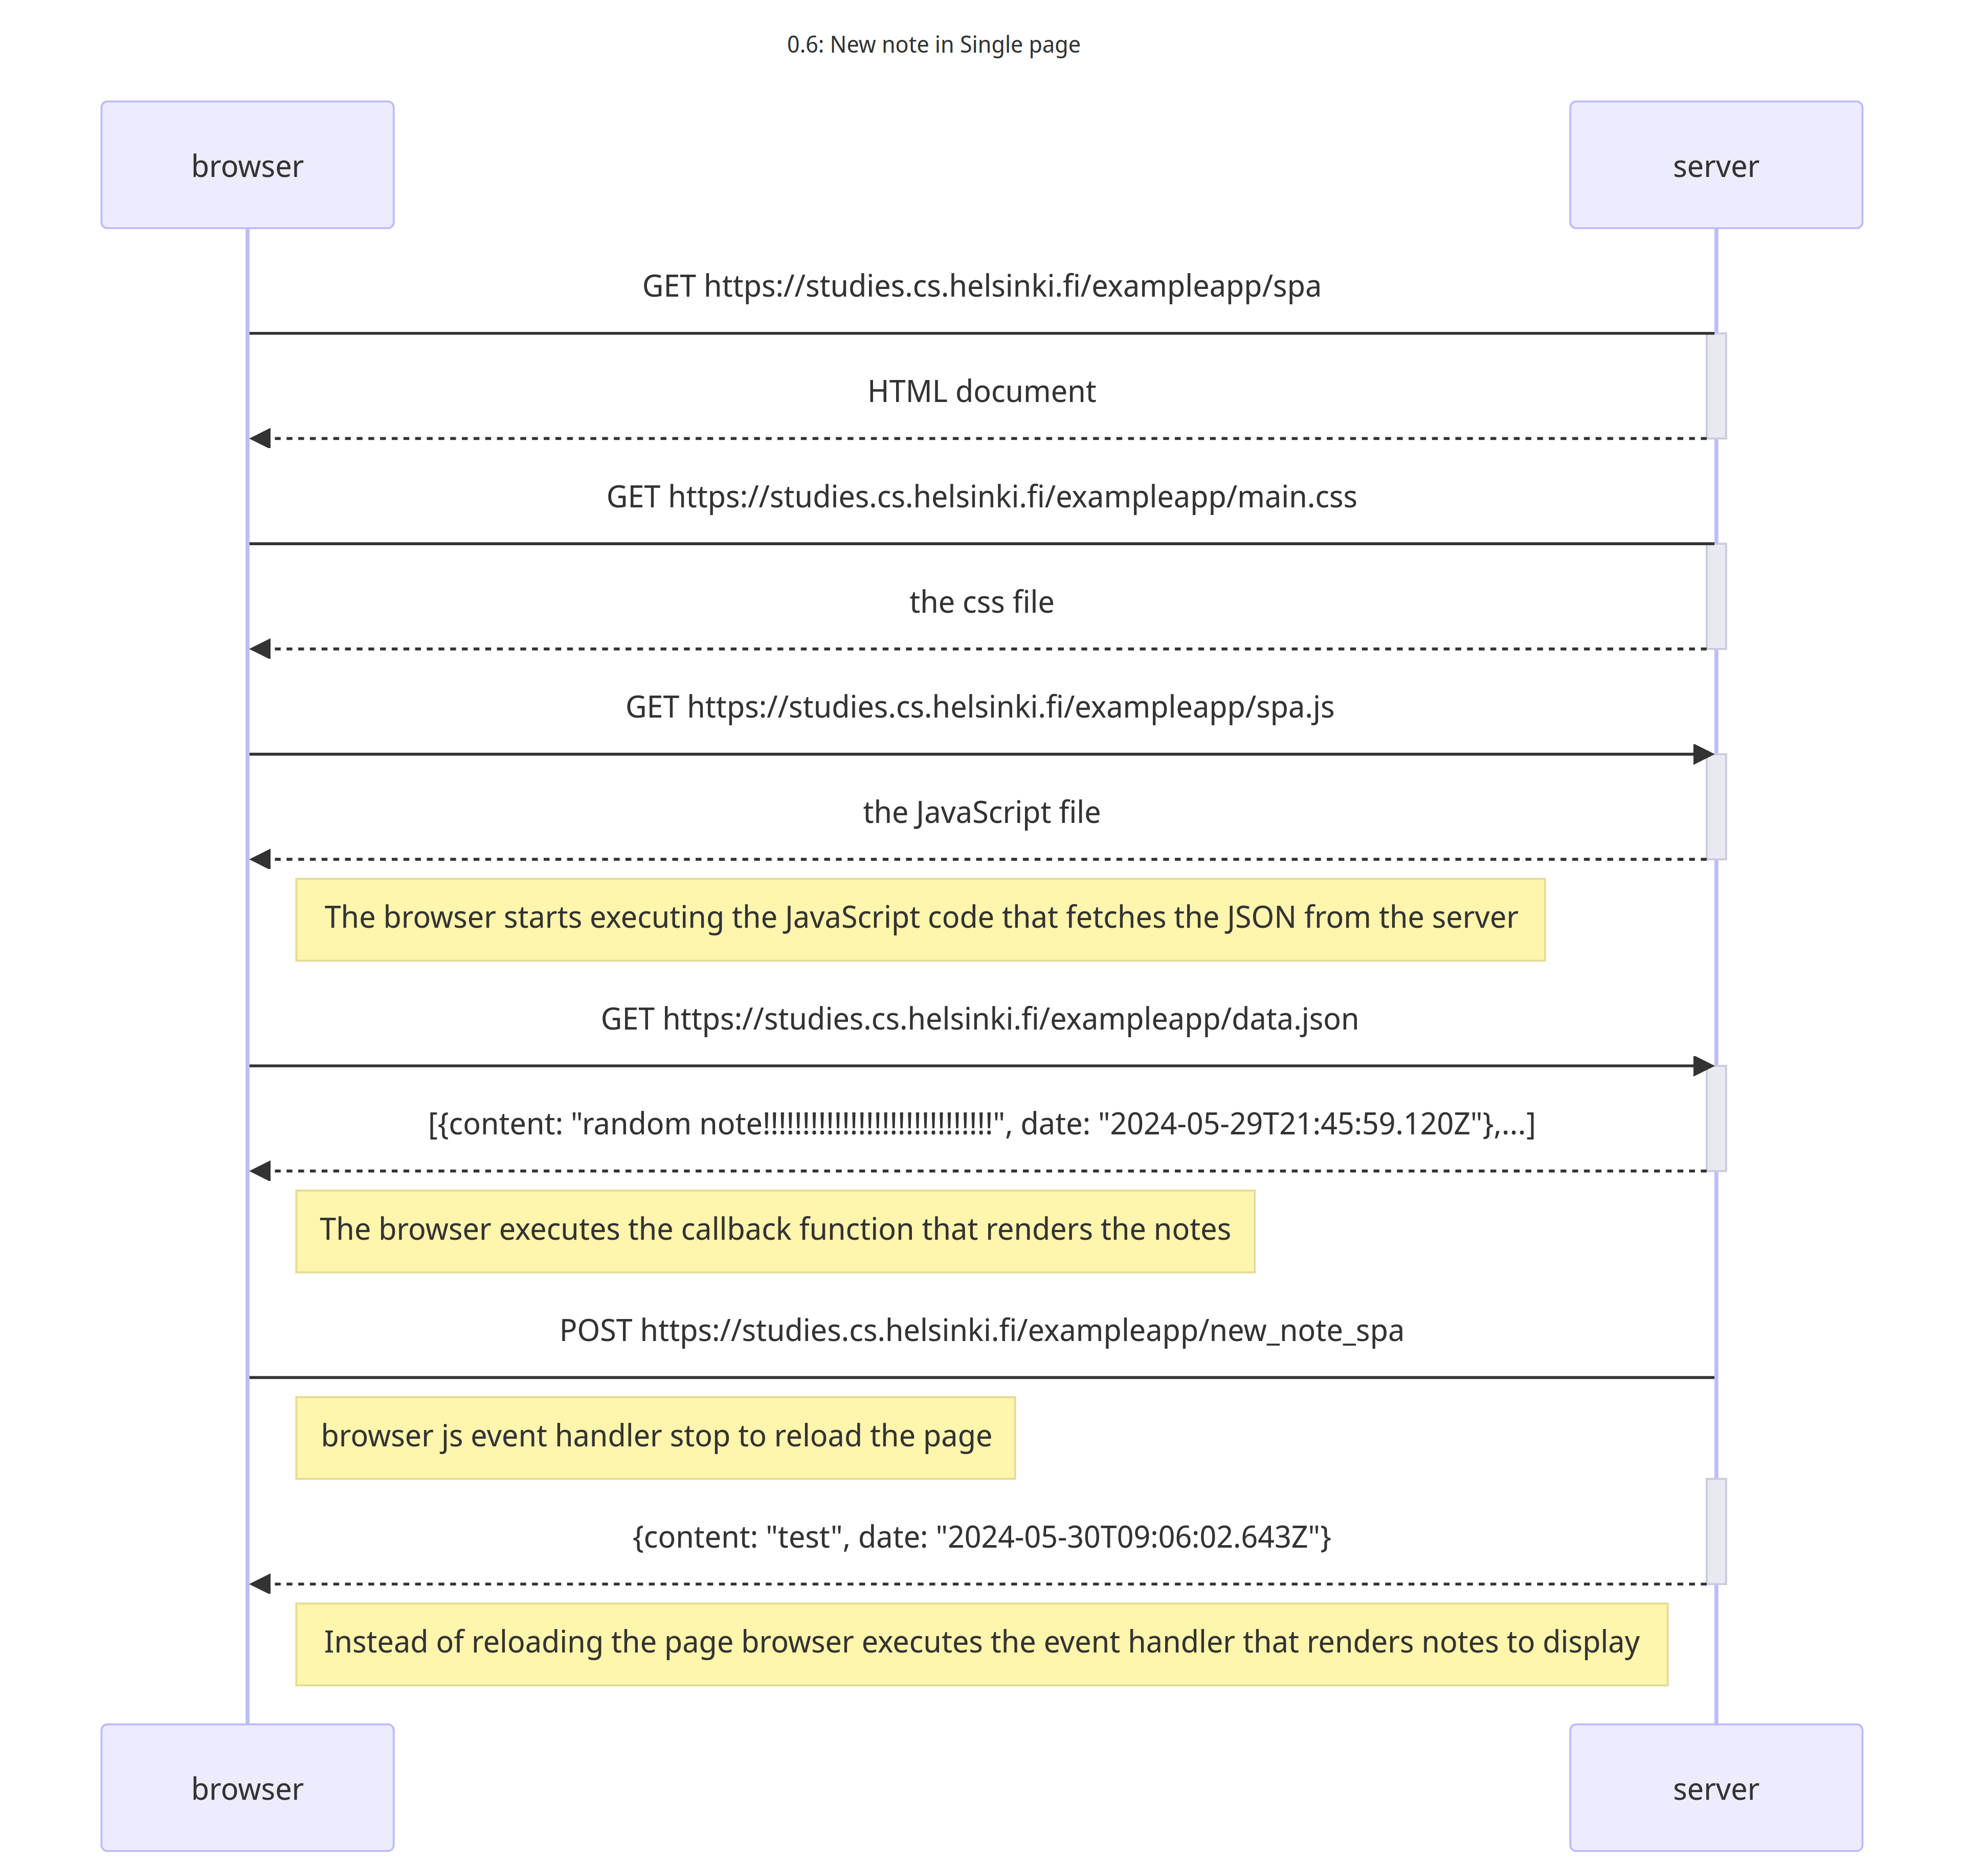 0.6: New note in Single page
browser
server
GET https://studies.cs.helsinki.fi/exampleapp/spa
HTML document
GET https://studies.cs.helsinki.fi/exampleapp/main.css
the css file
GET https://studies.cs.helsinki.fi/exampleapp/spa.js
the JavaScript file
The browser starts executing the JavaScript code that fetches the JSON from the server
GET https://studies.cs.helsinki.fi/exampleapp/data.json
[{content: "random note!!!!!!!!!!!!!!!!!!!!!!!!!!!!!", date: "2024-05-29T21:45:59.120Z"},...]
The browser executes the callback function that renders the notes
POST https://studies.cs.helsinki.fi/exampleapp/new_note_spa
browser js event handler stop to reload the page
{content: "test", date: "2024-05-30T09:06:02.643Z"}
Instead of reloading the page browser executes the event handler that renders notes to display
browser
server